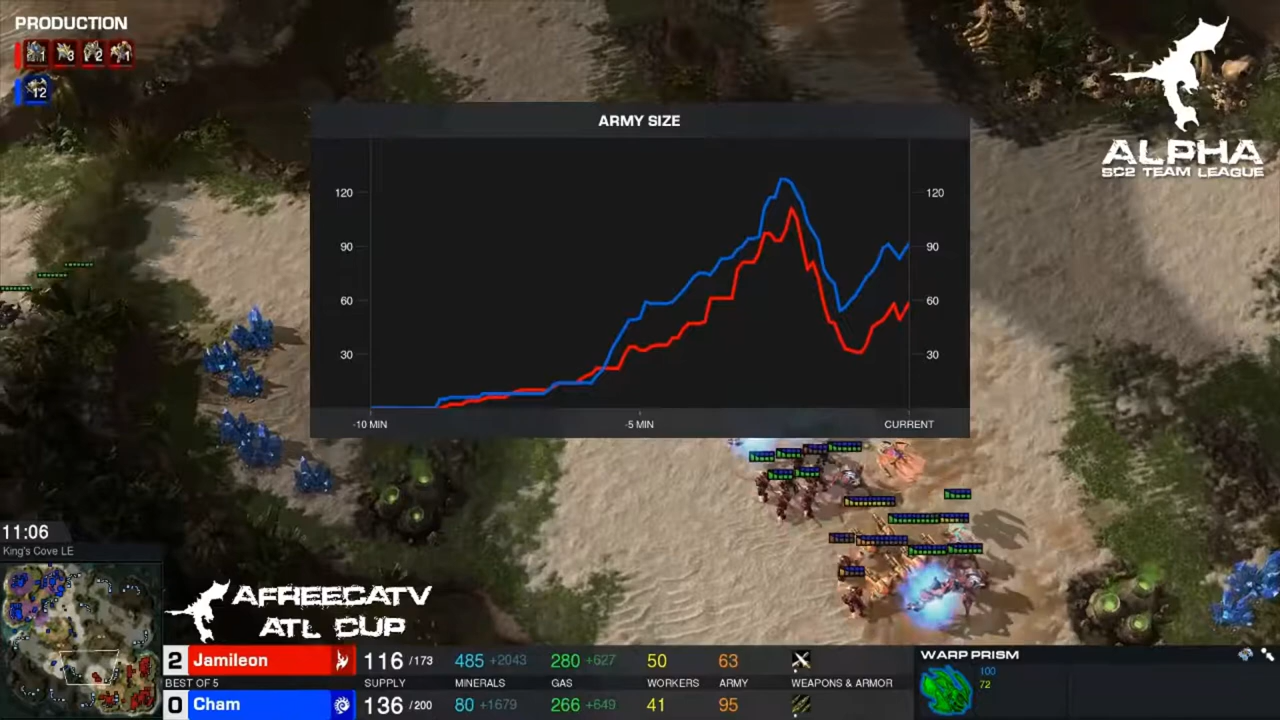 PRODUCTION
1 3 2 1
12
ALPHA
SC2 TEAM LEAGUE
ARMY SIZE
120 120
90 90
60 60
30 30
-10 MIN -5 MIN CURRENT
11:06
King's Cove LE
AFREECATV
ATL CUP
2 Jamileon 116 /173 485 +2043 280 +627 50 63
BEST OF 5 SUPPLY MINERALS GAS WORKERS ARMY WEAPONS & ARMOR
0 Cham 136 /200 80 +1679 266 +649 41 95
WARP PRISM
100
72